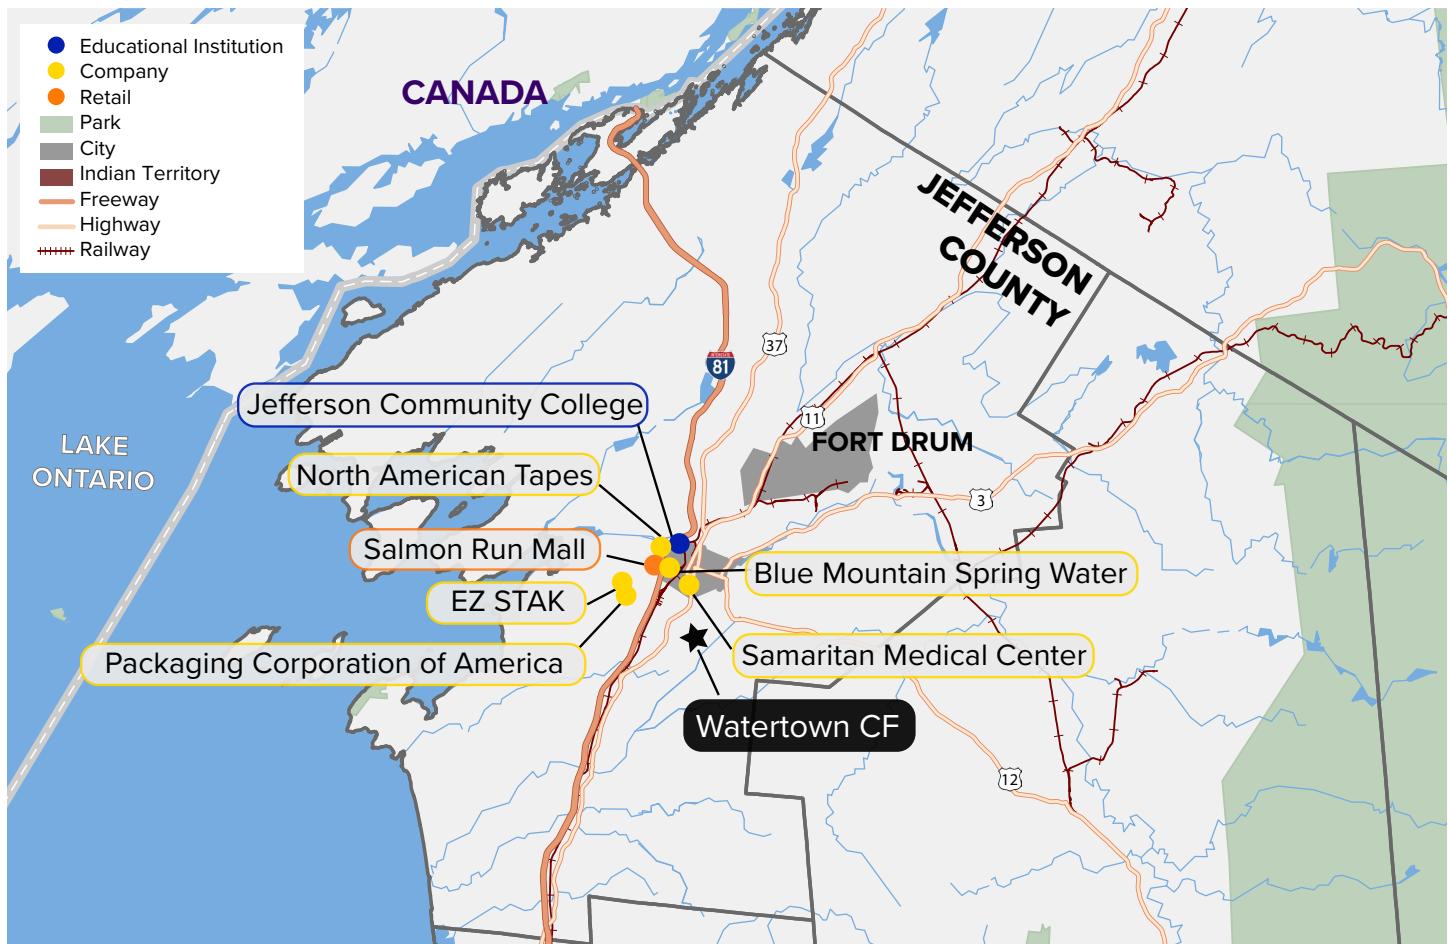 Educational Institution
Company
Retail
Park
City
Indian Territory
Freeway
Highway
Railway
CANADA
JEFFERSON
COUNTY
37
INTERSTATE
81
11
Jefferson Community College
FORT DRUM
LAKE
ONTARIO
North American Tapes
3
Salmon Run Mall
Blue Mountain Spring Water
EZ STAK
Samaritan Medical Center
Packaging Corporation of America
Watertown CF
12